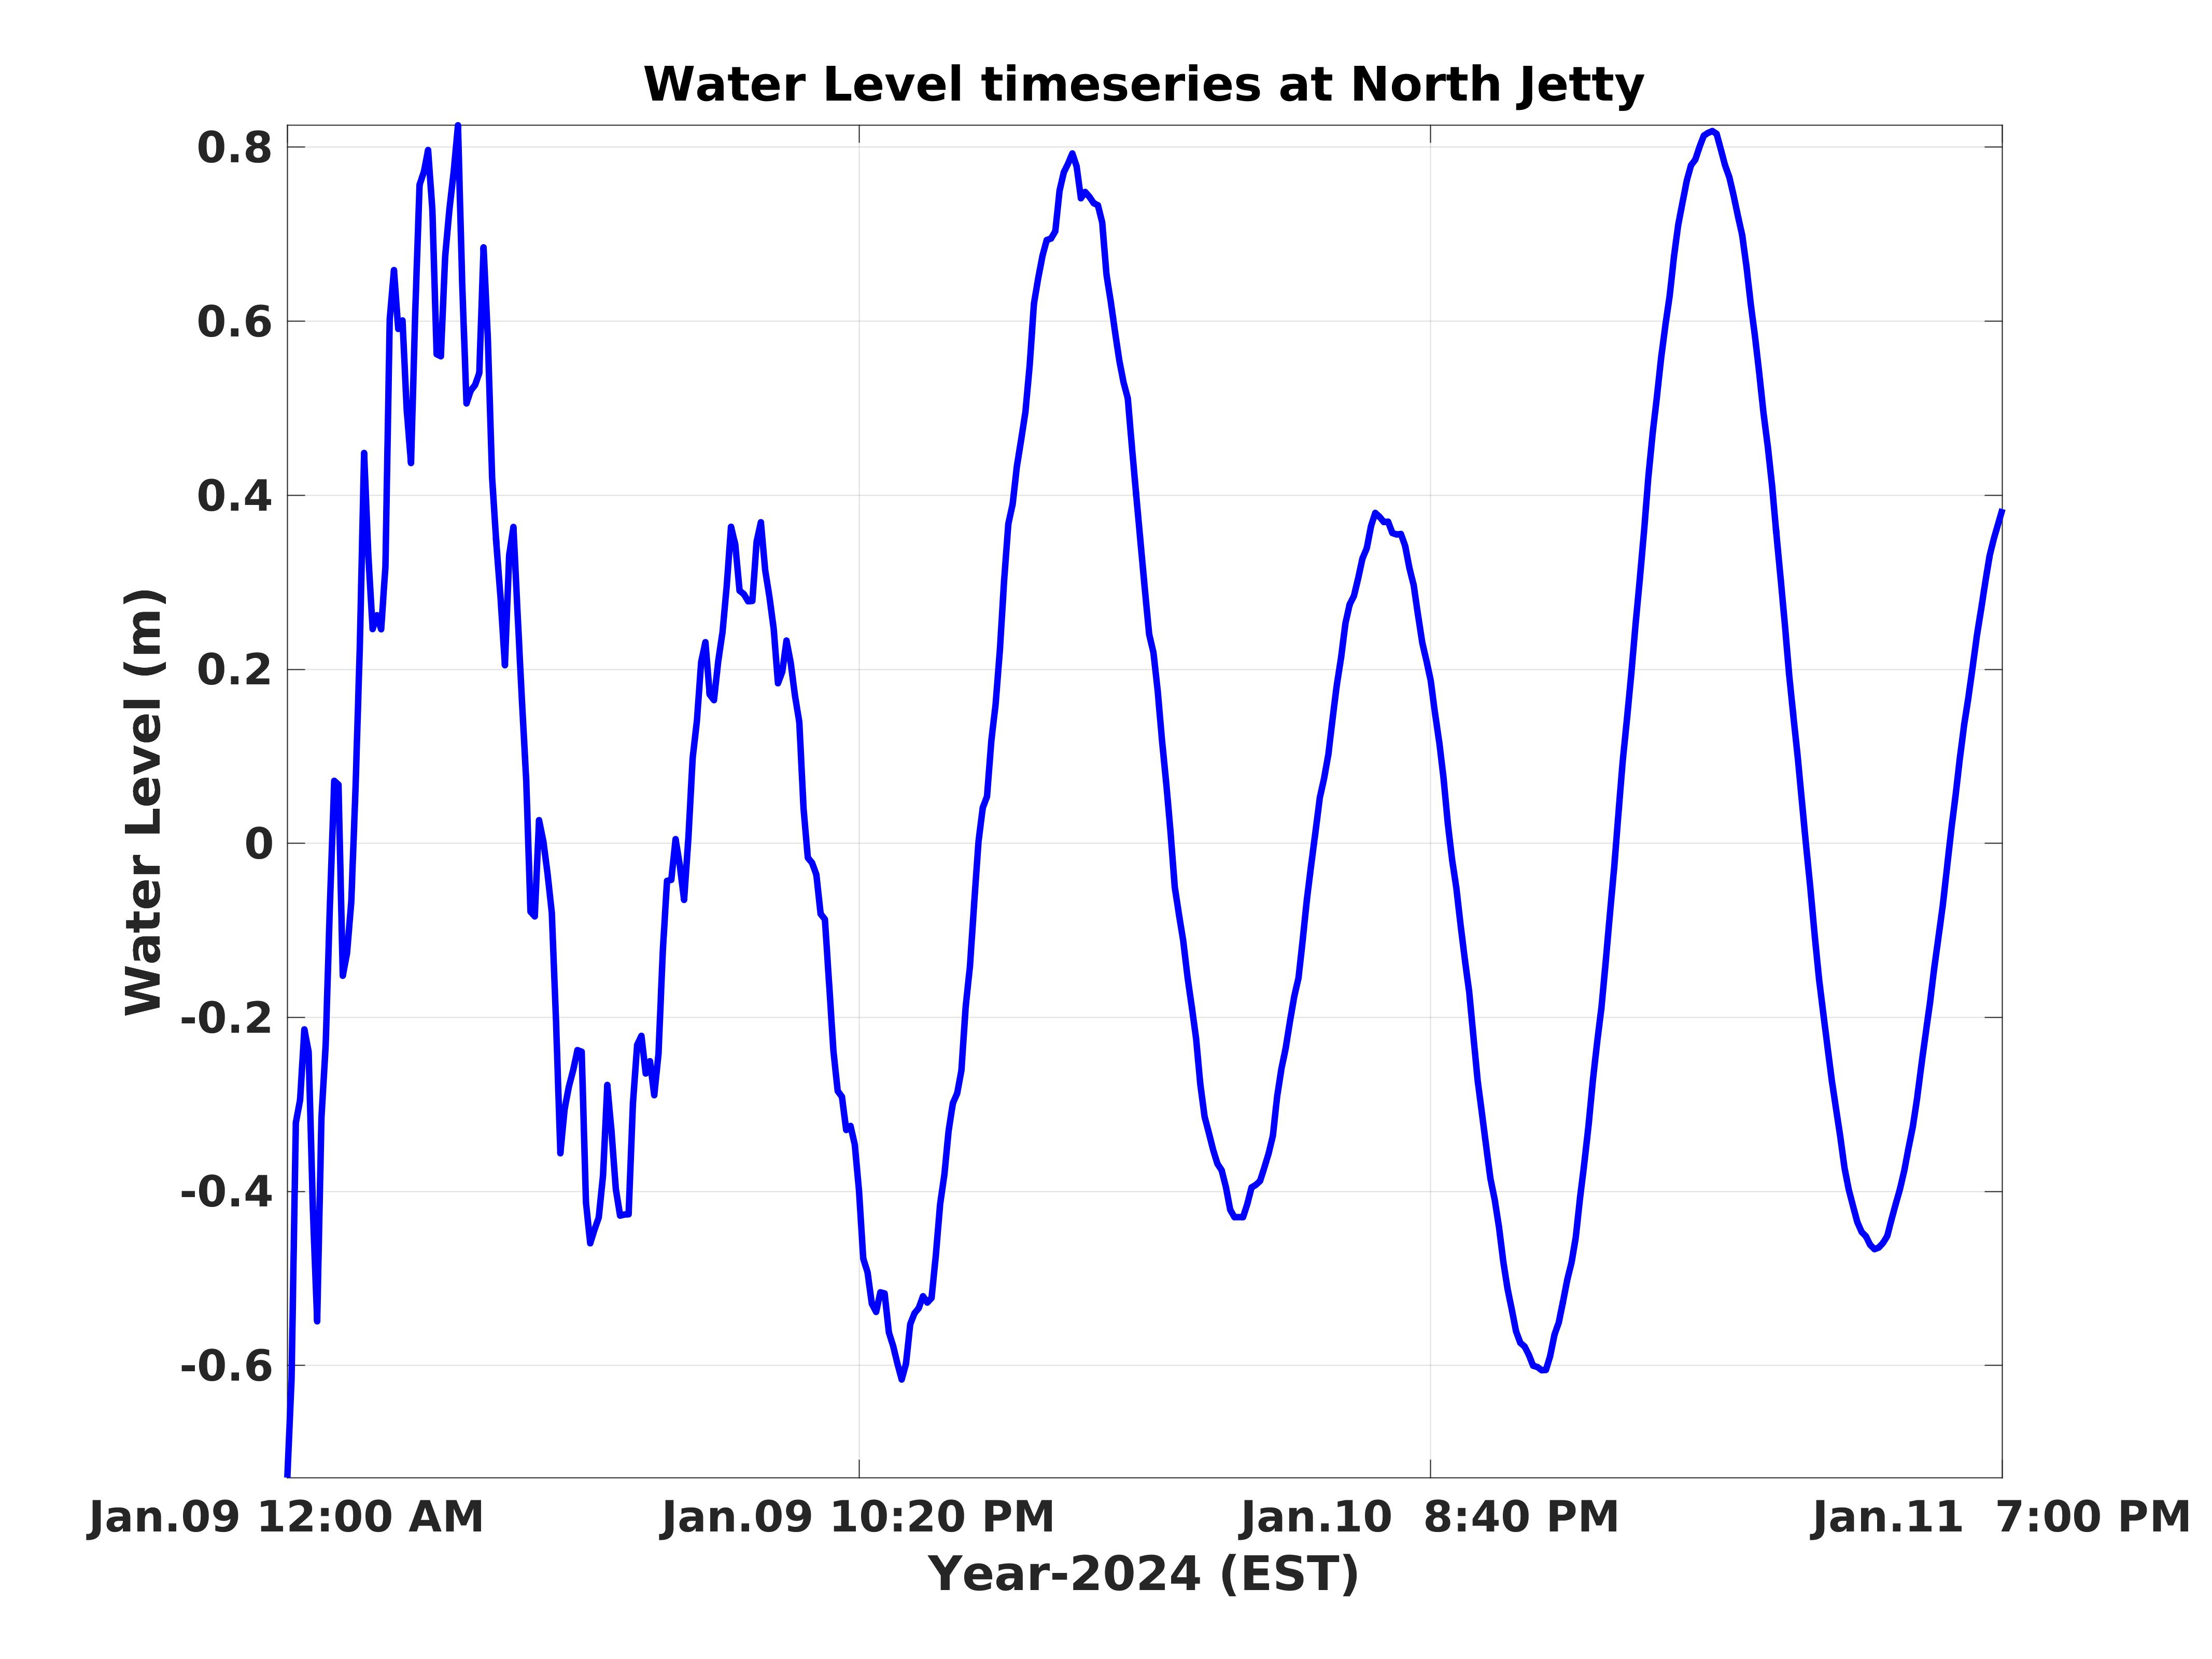 Water Level timeseries at North Jetty
0.8
0.6
0.4
0.2
0
-0.2
-0.4
-0.6
Water Level (m)
Jan.09 12:00 AM
Jan.09 10:20 PM
Jan.10 8:40 PM
Jan.11 7:00 PM
Year-2024 (EST)